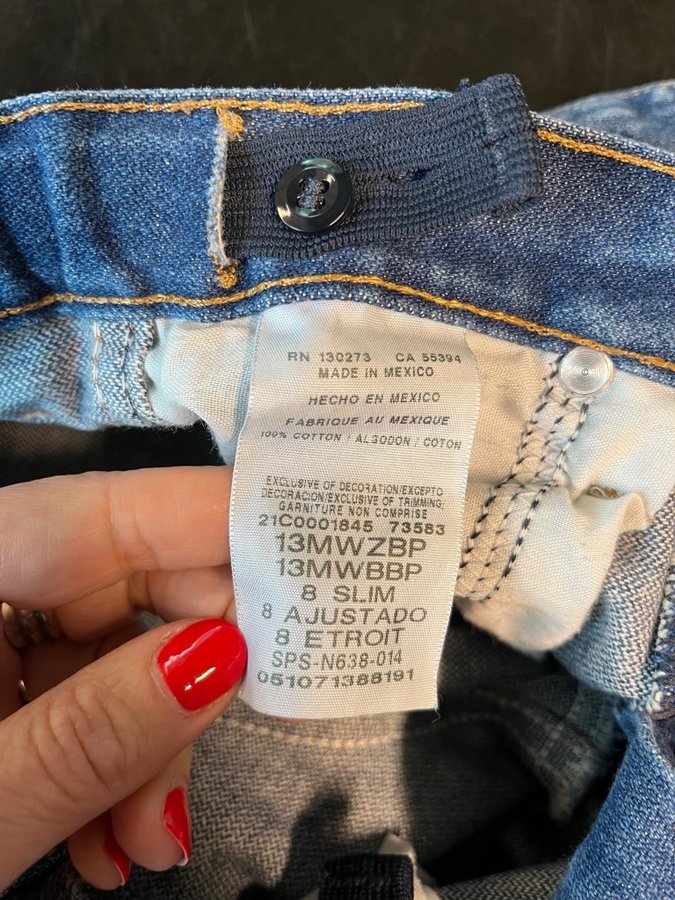 RN 130273 CA 55394
MADE IN MEXICO
HECHO EN MEXICO
FABRIQUE AU MEXIQUE
100% COTTON / ALGODON / COTON
EXCLUSIVE OF DECORATION/EXCEPTO
DECORACION/EXCLUSIVE OF TRIMMING,
GARNITURE NON COMPRISE
21C0001845 73583
13MWZBP
13MWBBP
8 SLIM
8 AJUSTADO
8 ETROIT
SPS-N638-014
051071388191